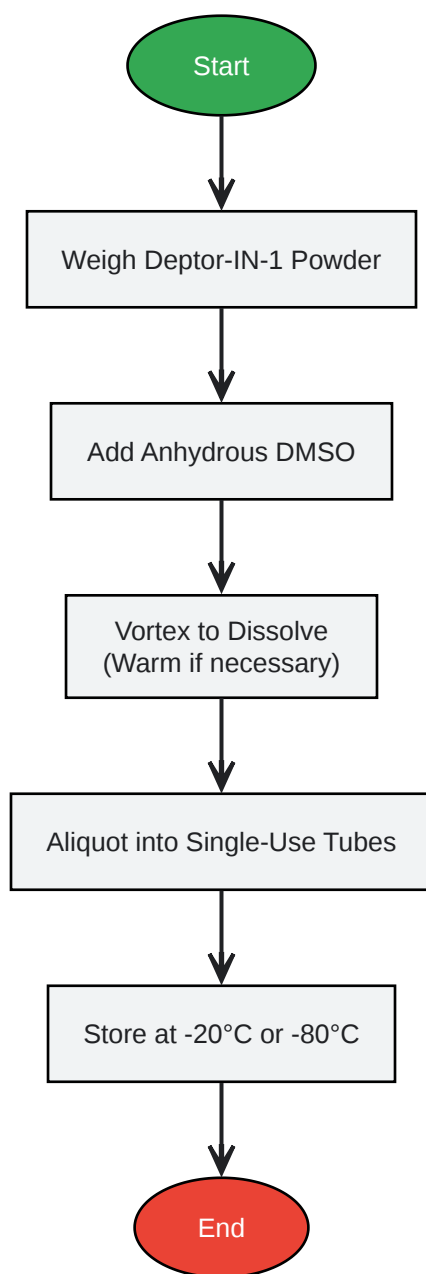 Start
Weigh Deptor-IN-1 Powder
Add Anhydrous DMSO
Vortex to Dissolve
(Warm if necessary)
Aliquot into Single-Use Tubes
Store at -20°C or -80°C
End